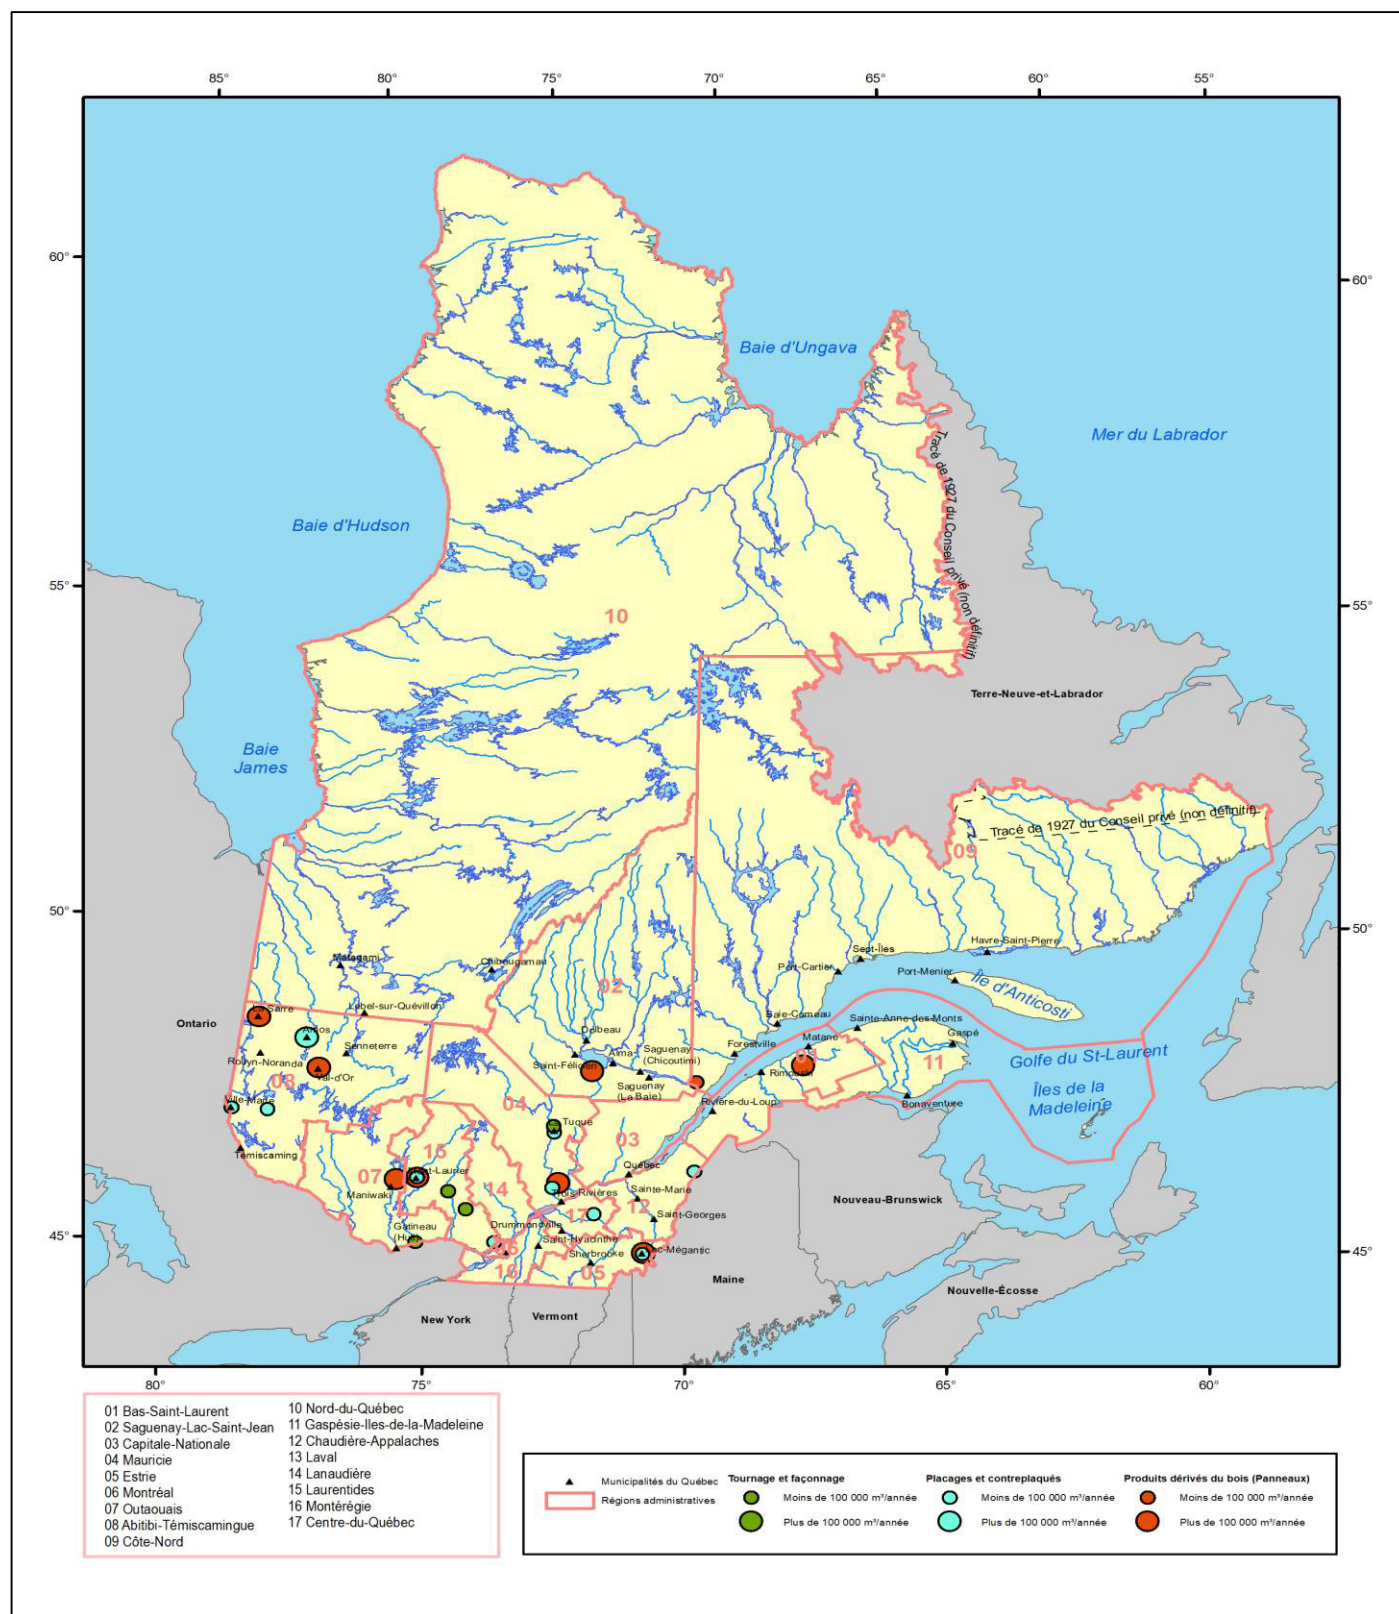 85°
80°
75°
70°
65°
60°
55°
60°
60°
Baie d'Ungava
Mer du Labrador
Tracé de 1927 du Conseil privé (non définitif)
Baie d'Hudson
55°
55°
10
Terre-Neuve-et-Labrador
Baie
James
Tracé de 1927 du Conseil privé (non définitif)
09
50°
50°
Havre-Saint-Pierre
Sept-Îles
Matagami
Chibougamau
Port-Cartier
Port-Menier
Île d'Anticosti
02
Lebel-sur-Quévillon
La Sarre
Ontario
Baie-Comeau
Sainte-Anne-des-Monts
Amos
Delbeau
Forestville
Matane
Gaspé
Senneterre
Rouyn-Noranda
Saint-Félicien
Alma
Saguenay
(Chicoutimi)
01
11
Golfe du St-Laurent
Val-d'Or
08
Rimouski
Saguenay
(La Baie)
Îles de la
Madeleine
Ville-Marie
04
Rivière-du-Loup
Bonaventure
Tuque
03
15
Témiscaming
07
Mont-Laurier
Québec
Maniwaki
14
Trois-Rivières
Sainte-Marie
Nouveau-Brunswick
12
17
Saint-Georges
Gatineau
(Hull)
Drummondville
45°
Saint-Hyacinthe
Lac-Mégantic
45°
Sherbrooke
16
05
Maine
Nouvelle-Écosse
New York
Vermont
80°
75°
70°
65°
60°
01 Bas-Saint-Laurent
02 Saguenay-Lac-Saint-Jean
03 Capitale-Nationale
04 Mauricie
05 Estrie
06 Montréal
07 Outaouais
08 Abitibi-Témiscamingue
09 Côte-Nord
10 Nord-du-Québec
11 Gaspésie-Iles-de-la-Madeleine
12 Chaudière-Appalaches
13 Laval
14 Lanaudière
15 Laurentides
16 Montérégie
17 Centre-du-Québec
Municipalités du Québec
Régions administratives
Tournage et façonnage
Moins de 100 000 m³/année
Plus de 100 000 m³/année
Placages et contreplaqués
Moins de 100 000 m³/année
Plus de 100 000 m³/année
Produits dérivés du bois (Panneaux)
Moins de 100 000 m³/année
Plus de 100 000 m³/année